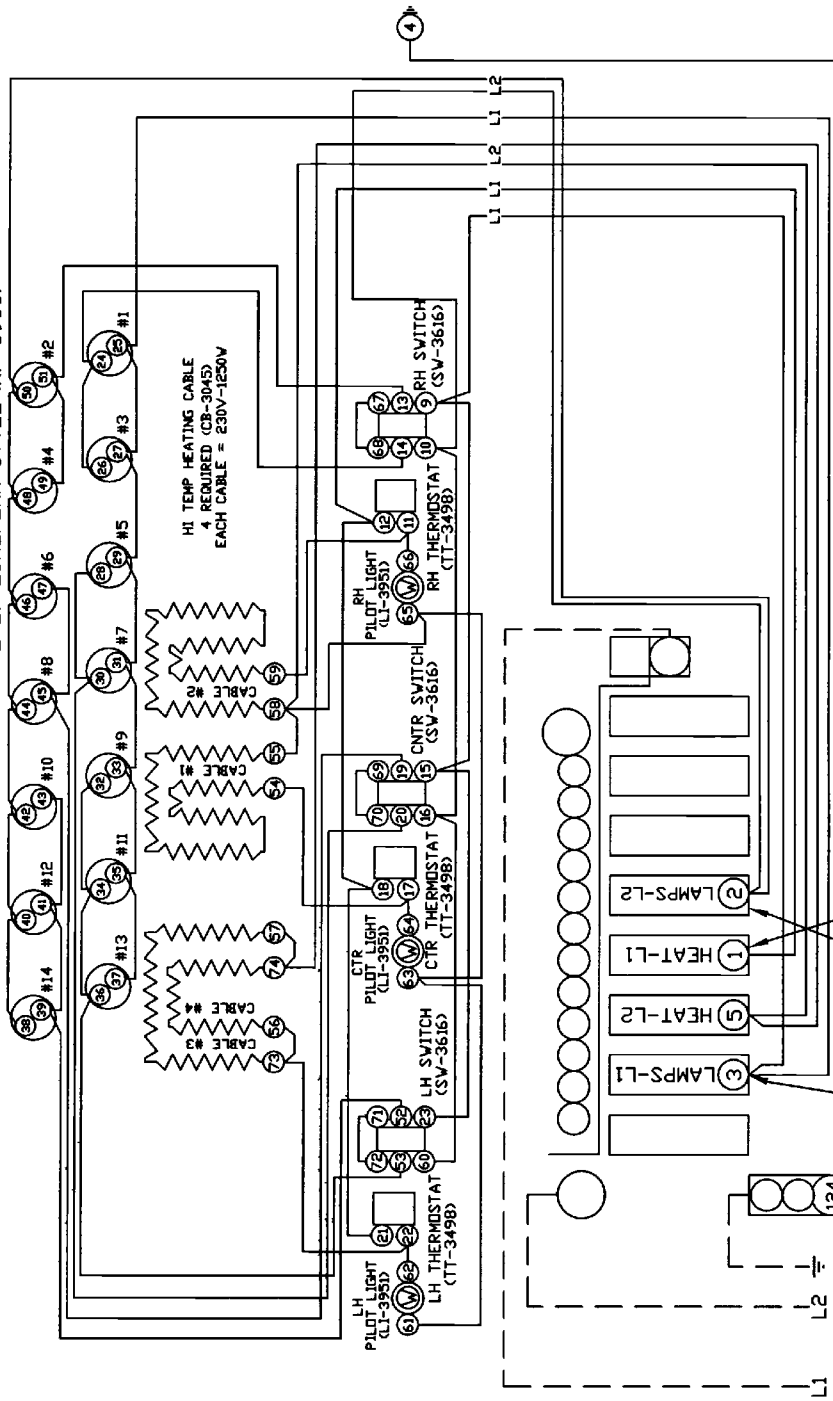 4
50 51 #2
24 25 #1
48 49 #4
26 27 #3
46 47 #6
28 29 #5
44 45 #8
30 31 #7
42 43 #10
32 33 #9
40 41 #12
34 35 #11
38 39 #14
36 37 #13
HI TEMP HEATING CABLE
4 REQUIRED (CB-3045)
EACH CABLE = 230V-1250W
CABLE #2
58 59
CABLE #1
54 55
CABLE #4
CABLE #3
73 56 74 57
L2
L1
L2
L1
L1
67 13 9
68 14 10
RH SWITCH
(SW-3616)
12 11
RH THERMOSTAT
(TT-3498)
RH
PILOT LIGHT
(LI-3951)
65 W 66
69 19 15
70 20 16
CNTR SWITCH
(SW-3616)
18 17
CTR THERMOSTAT
(TT-3498)
CTR
PILOT LIGHT
(LI-3951)
63 W 64
71 52 23
72 53 60
LH SWITCH
(SW-3616)
21 22
LH THERMOSTAT
(TT-3498)
LH
PILOT LIGHT
(LI-3951)
61 W 62
LAMPS-L2 2
HEAT-L1 1
HEAT-L2 5
LAMPS-L1 3
124
L2
L1